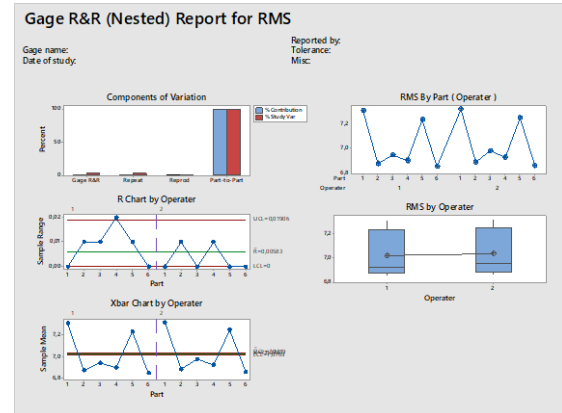 Gage R&R (Nested) Report for RMS
Gage name:
Date of study:
Reported by:
Tolerance:
Misc:
Components of Variation
Percent
100
50
0
Gage R&R Repeat Reprod Part-to-Part
% Contribution
% Study Var
RMS By Part ( Operater )
7,2
7,0
6,8
Part 1 2 3 4 5 6 1 2 3 4 5 6
Operater 1 2
R Chart by Operater
1 2
Sample Range
0,02
0,01
0,00
LCL=0
1 2 3 4 5 6 1 2 3 4 5 6
Part
RMS by Operater
7,2
7,0
6,8
1 2
Operater
Xbar Chart by Operater
1 2
Sample Mean
7,2
7,0
6,8
1 2 3 4 5 6 1 2 3 4 5 6
Part